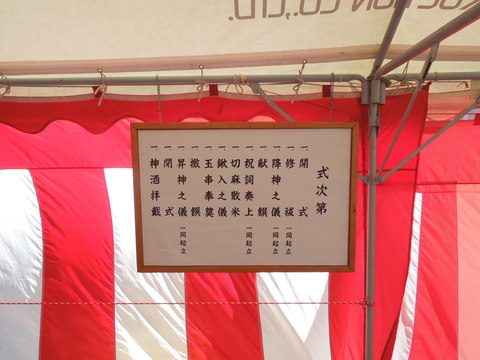 式次第
一、開式
一、修祓 一同起立
一、降神之儀 一同起立
一、献饌
一、祝詞奏上 一同起立
一、切麻散米
一、鍬入之儀
一、玉串奉奠
一、撤饌
一、昇神之儀 一同起立
一、閉式
一、神酒拝戴